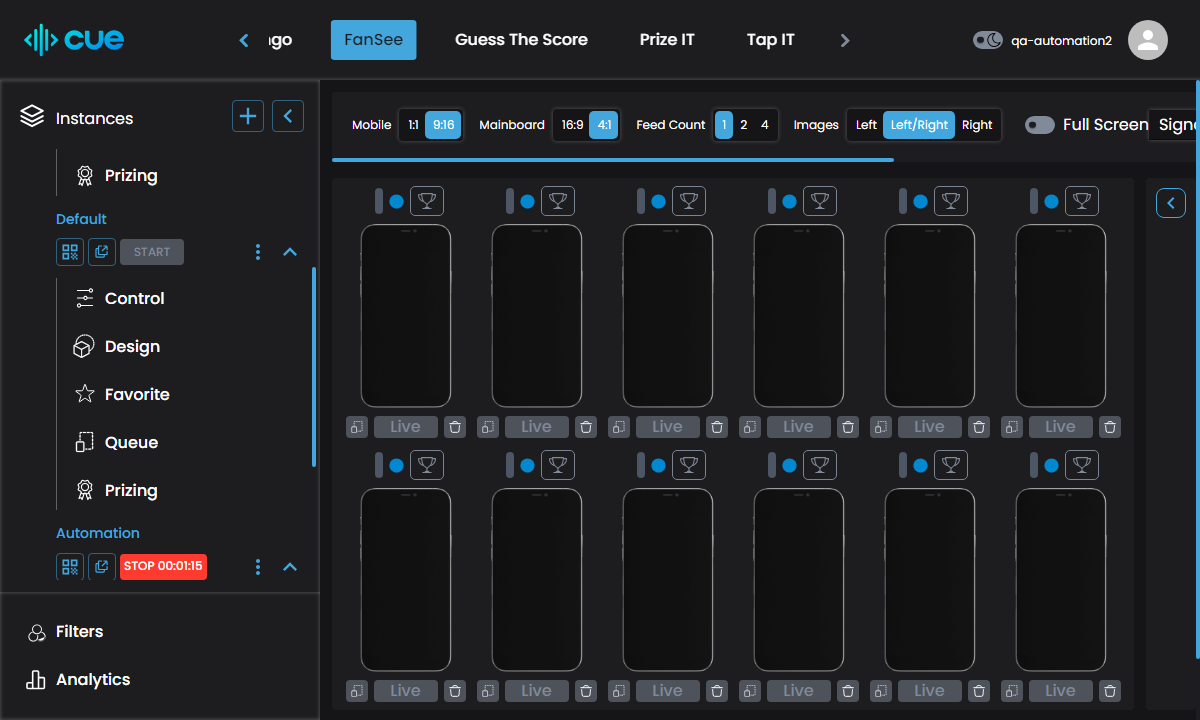 cue
FanSee
Guess The Score
Prize IT
Tap IT
qa-automation2
Instances
Prizing
Default
START
Control
Design
Favorite
Queue
Prizing
Automation
STOP 00:01:15
Filters
Analytics
Mobile 1:1 9:16 Mainboard 16:9 4:1 Feed Count 1 2 4 Images Left Left/Right Right Full Screen
Live Live Live Live Live Live
Live Live Live Live Live Live